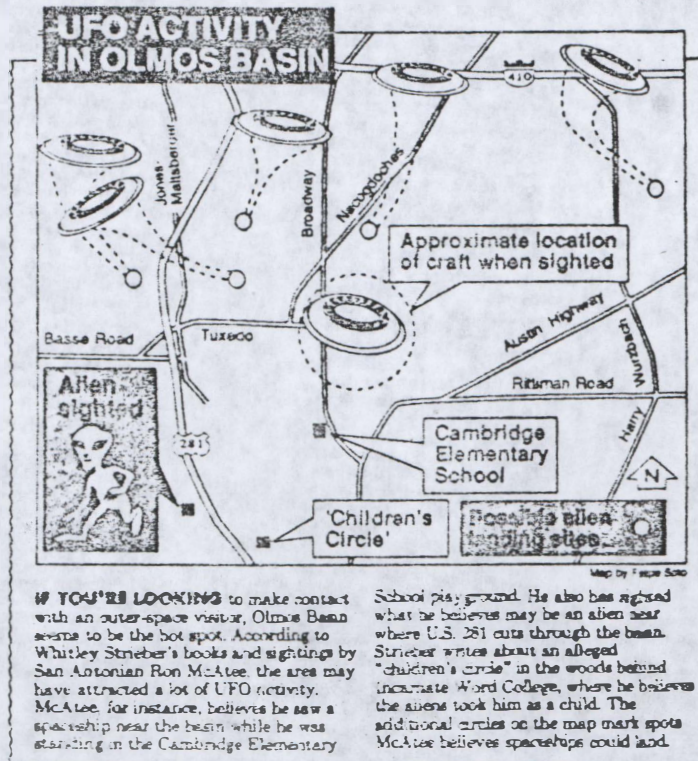 UFO ACTIVITY
IN OLMOS BASIN
410
Jones
Maltsberger
Broadway
Nacogdoches
Approximate location
of craft when sighted
Austin Highway
Wurzbach
Basse Road
Tuxedo
Rittiman Road
Harry
Alien
sighted
281
Cambridge
Elementary
School
N
'Children's
Circle'
Possible alien
landing sites
Map by Felipe Soto
IF YOU'RE LOOKING to make contact
with an outer-space visitor, Olmos Basin
seems to be the hot spot. According to
Whitley Strieber's books and sightings by
San Antonian Ron McAtee, the area may
have attracted a lot of UFO activity.
McAtee, for instance, believes he saw a
spaceship near the basin while he was
standing in the Cambridge Elementary
School playground. He also has sighted
what he believes may be an alien near
where U.S. 281 cuts through the basin.
Strieber writes about an alleged
"children's circle" in the woods behind
Incarnate Word College, where he believes
the aliens took him as a child. The
additional circles on the map mark spots
McAtee believes spaceships could land.